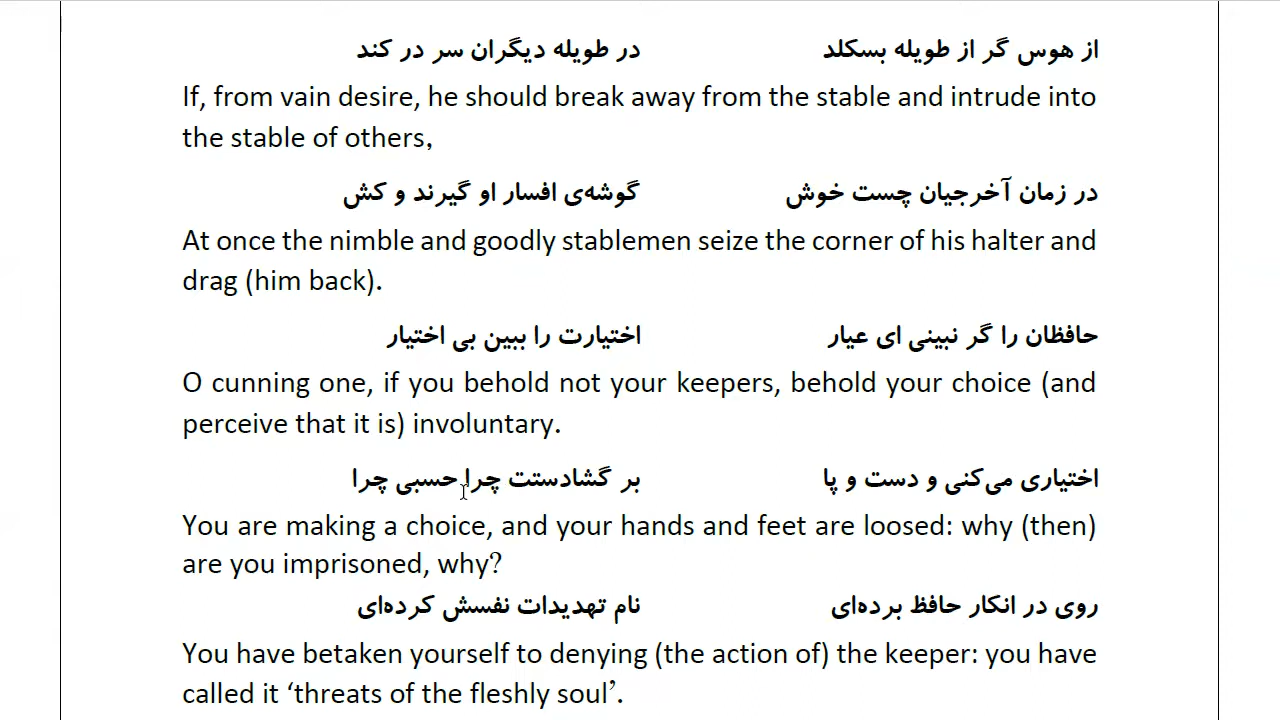 از هوس گر از طویله بسکلد در طویله دیگران سر در کند
If, from vain desire, he should break away from the stable and intrude into
the stable of others,
در زمان آخرجیان چست خوش گوشه‌ی افسار او گیرند و کش
At once the nimble and goodly stablemen seize the corner of his halter and
drag (him back).
حافظان را گر نبینی ای عیار اختیارت را ببین بی اختیار
O cunning one, if you behold not your keepers, behold your choice (and
perceive that it is) involuntary.
اختیاری می‌کنی و دست و پا بر گشادستت چرا حسبی چرا
You are making a choice, and your hands and feet are loosed: why (then)
are you imprisoned, why?
روی در انکار حافظ برده‌ای نام تهدیدات نفسش کرده‌ای
You have betaken yourself to denying (the action of) the keeper: you have
called it ‘threats of the fleshly soul’.